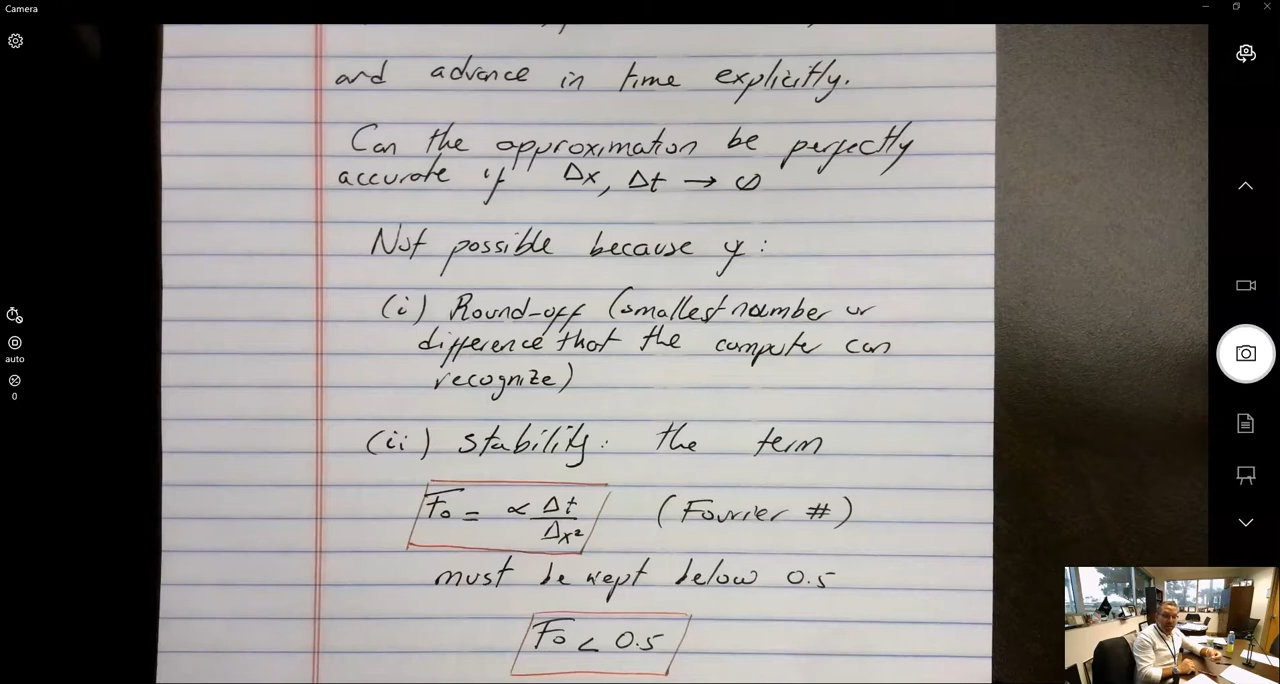 Camera
and advance in time explicitly.
Can the approximation be perfectly
accurate if Δx, Δt → ∞
Not possible because of :
(i) Round-off (smallest number or
difference that the computer can
recognize)
(ii) stability: the term
Fo = α Δt / Δx² (Fourier #)
must be kept below 0.5
Fo < 0.5
auto
0